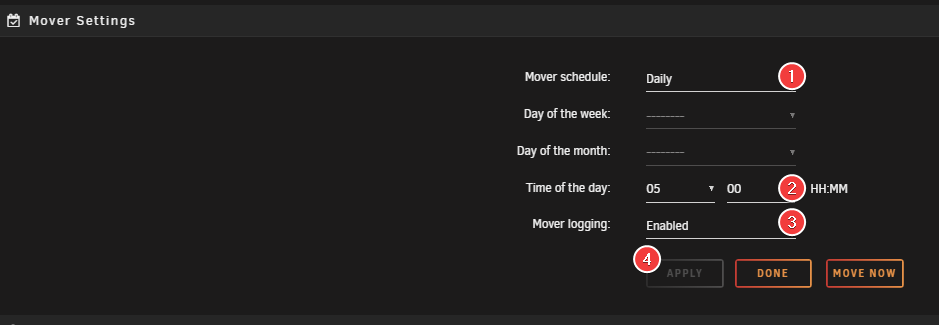 Mover Settings
Mover schedule: Daily 1
Day of the week: --------
Day of the month: --------
Time of the day: 05 00 2 HH:MM
Mover logging: Enabled 3
4 APPLY DONE MOVE NOW